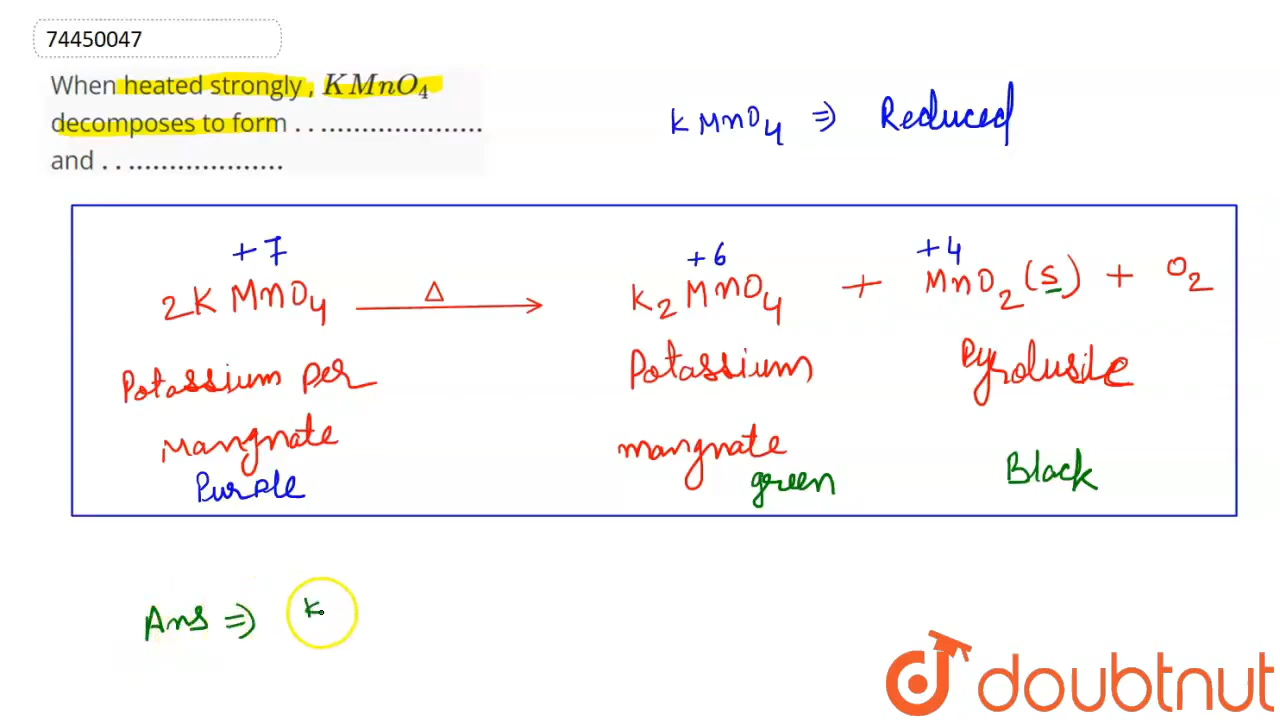 74450047
When heated strongly , KMnO₄
decomposes to form . . ......................
and . . ....................
KMnO₄ ⇒ Reduced
+7 +6 +4
2KMnO₄ —Δ→ K₂MnO₄ + MnO₂(s) + O₂
Potassium per Potassium Pyrolusite
Mangnate mangnate
Purple green Black
Ans ⇒ K
doubtnut